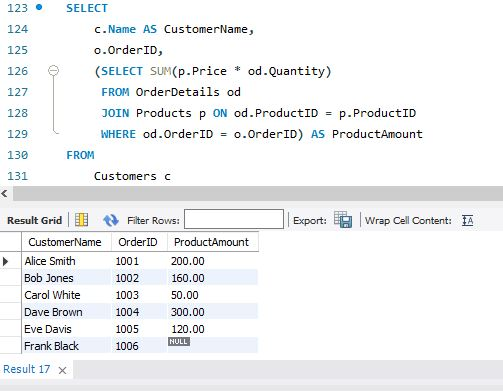 123 SELECT
124 c.Name AS CustomerName,
125 o.OrderID,
126 (SELECT SUM(p.Price * od.Quantity)
127 FROM OrderDetails od
128 JOIN Products p ON od.ProductID = p.ProductID
129 WHERE od.OrderID = o.OrderID) AS ProductAmount
130 FROM
131 Customers c
Result Grid Filter Rows: Export: Wrap Cell Content:
CustomerName OrderID ProductAmount
Alice Smith 1001 200.00
Bob Jones 1002 160.00
Carol White 1003 50.00
Dave Brown 1004 300.00
Eve Davis 1005 120.00
Frank Black 1006 NULL
Result 17